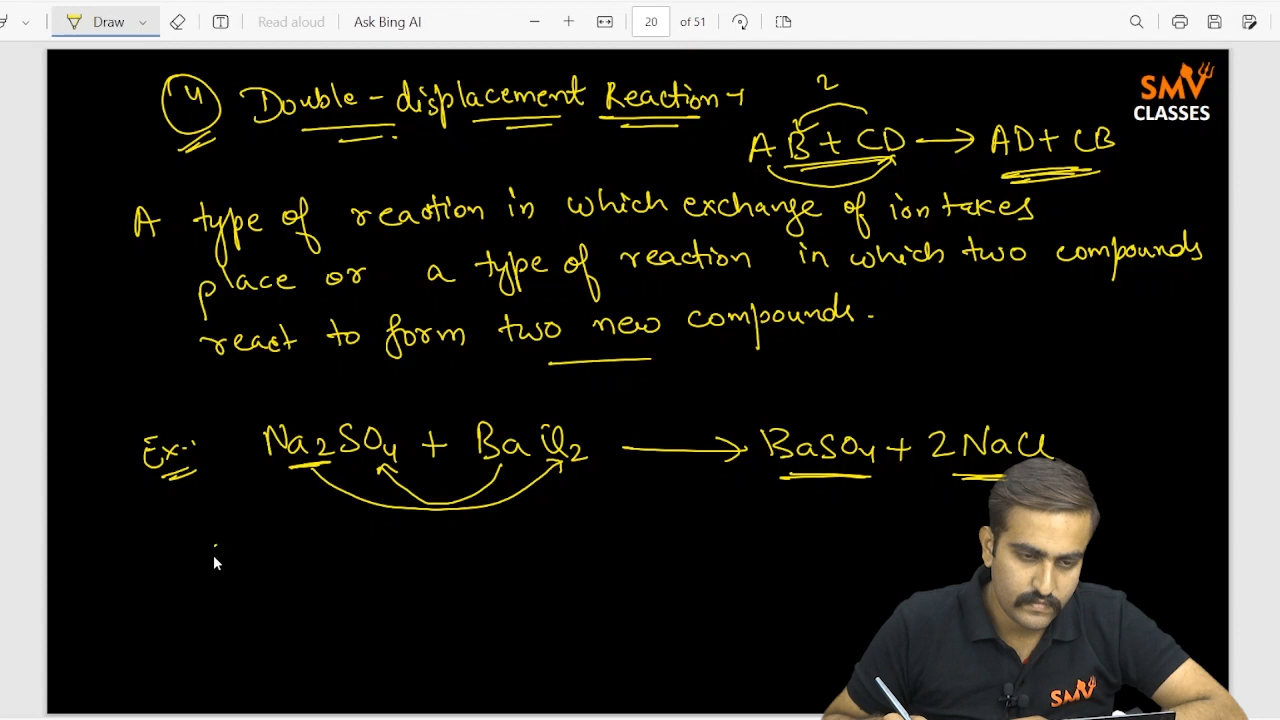 Draw
Read aloud
Ask Bing AI
20 of 51
SMV
CLASSES
4 Double-displacement Reaction-
2
AB + CD → AD + CB
A type of reaction in which exchange of ion takes
place or a type of reaction in which two compounds
react to form two new compounds.
Ex-: Na2SO4 + BaCl2 → BaSO4 + 2NaCl
SMV